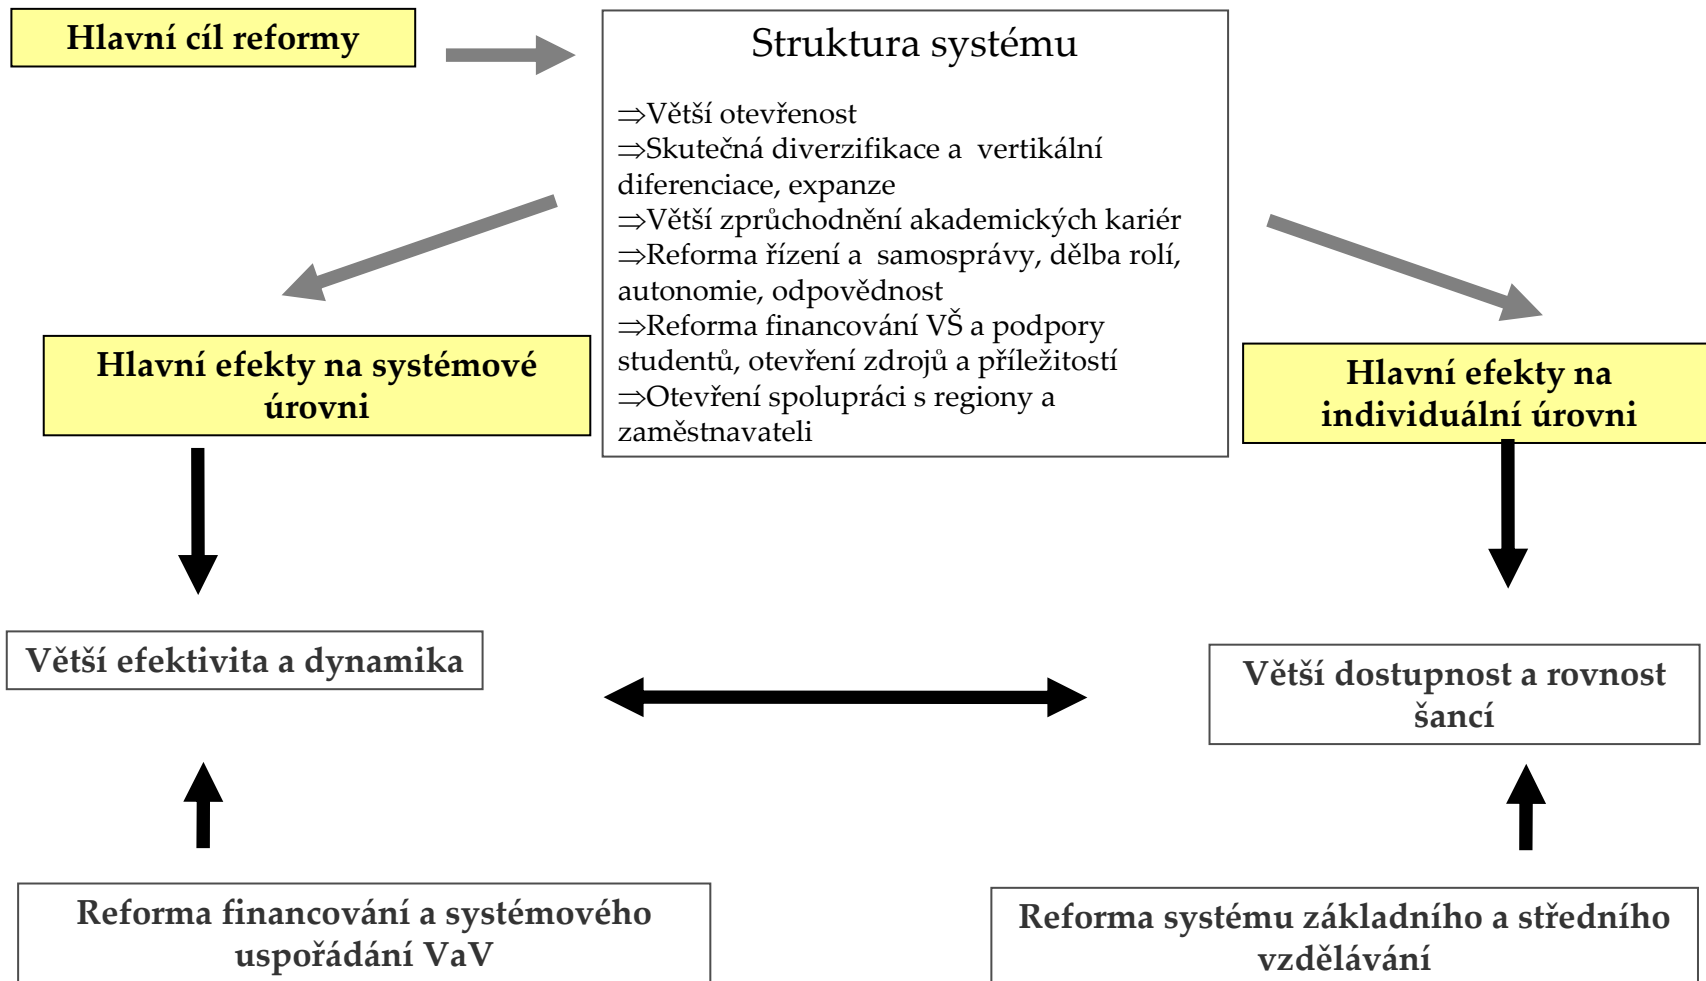 Hlavní cíl reformy
Struktura systému
⇒Větší otevřenost
⇒Skutečná diverzifikace a vertikální
diferenciace, expanze
⇒Větší zprůchodnění akademických kariér
⇒Reforma řízení a samosprávy, dělba rolí,
autonomie, odpovědnost
⇒Reforma financování VŠ a podpory
studentů, otevření zdrojů a příležitostí
⇒Otevření spolupráci s regiony a
zaměstnavateli
Hlavní efekty na systémové
úrovni
Hlavní efekty na
individuální úrovni
Větší efektivita a dynamika
Větší dostupnost a rovnost
šancí
Reforma financování a systémového
uspořádání VaV
Reforma systému základního a středního
vzdělávání